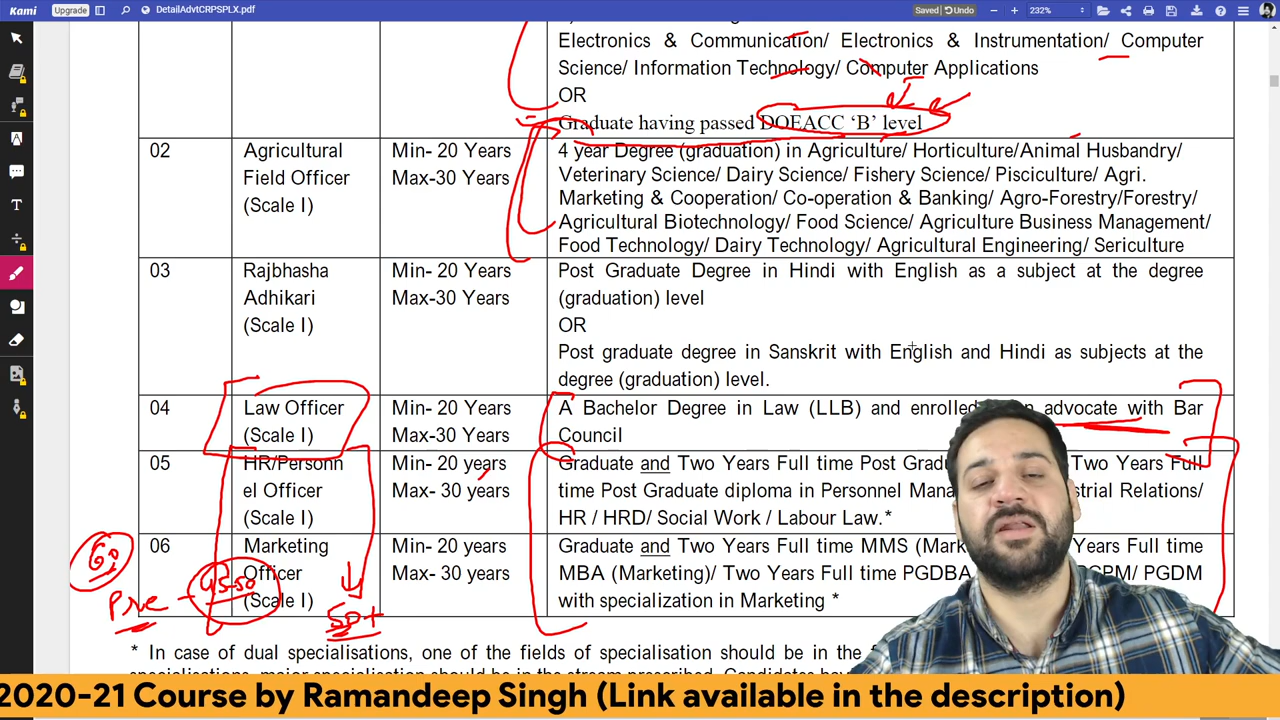 Kami
DetailAdvtCRPSPLX.pdf
Saved
Undo
232%
Electronics & Communication/ Electronics & Instrumentation/ Computer
Science/ Information Technology/ Computer Applications
OR
Graduate having passed DOEACC ‘B’ level
02
Agricultural
Field Officer
(Scale I)
Min- 20 Years
Max-30 Years
4 year Degree (graduation) in Agriculture/ Horticulture/Animal Husbandry/
Veterinary Science/ Dairy Science/ Fishery Science/ Pisciculture/ Agri.
Marketing & Cooperation/ Co-operation & Banking/ Agro-Forestry/Forestry/
Agricultural Biotechnology/ Food Science/ Agriculture Business Management/
Food Technology/ Dairy Technology/ Agricultural Engineering/ Sericulture
03
Rajbhasha
Adhikari
(Scale I)
Min- 20 Years
Max-30 Years
Post Graduate Degree in Hindi with English as a subject at the degree
(graduation) level
OR
Post graduate degree in Sanskrit with English and Hindi as subjects at the
degree (graduation) level.
04
Law Officer
(Scale I)
Min- 20 Years
Max-30 Years
A Bachelor Degree in Law (LLB) and enrolled advocate with Bar
Council
05
HR/Personn
el Officer
(Scale I)
Min- 20 years
Max- 30 years
Graduate and Two Years Full time Post Two Years Full
time Post Graduate diploma in Personnel Relations/
HR / HRD/ Social Work / Labour Law.*
06
Marketing
Officer
(Scale I)
Min- 20 years
Max- 30 years
Graduate and Two Years Full time MMS Years Full time
MBA (Marketing)/ Two Years Full time PGDBA PGDM
with specialization in Marketing *
60
Pre - 45-50
50+
* In case of dual specialisations, one of the fields of specialisation should be in the
2020-21 Course by Ramandeep Singh (Link available in the description)